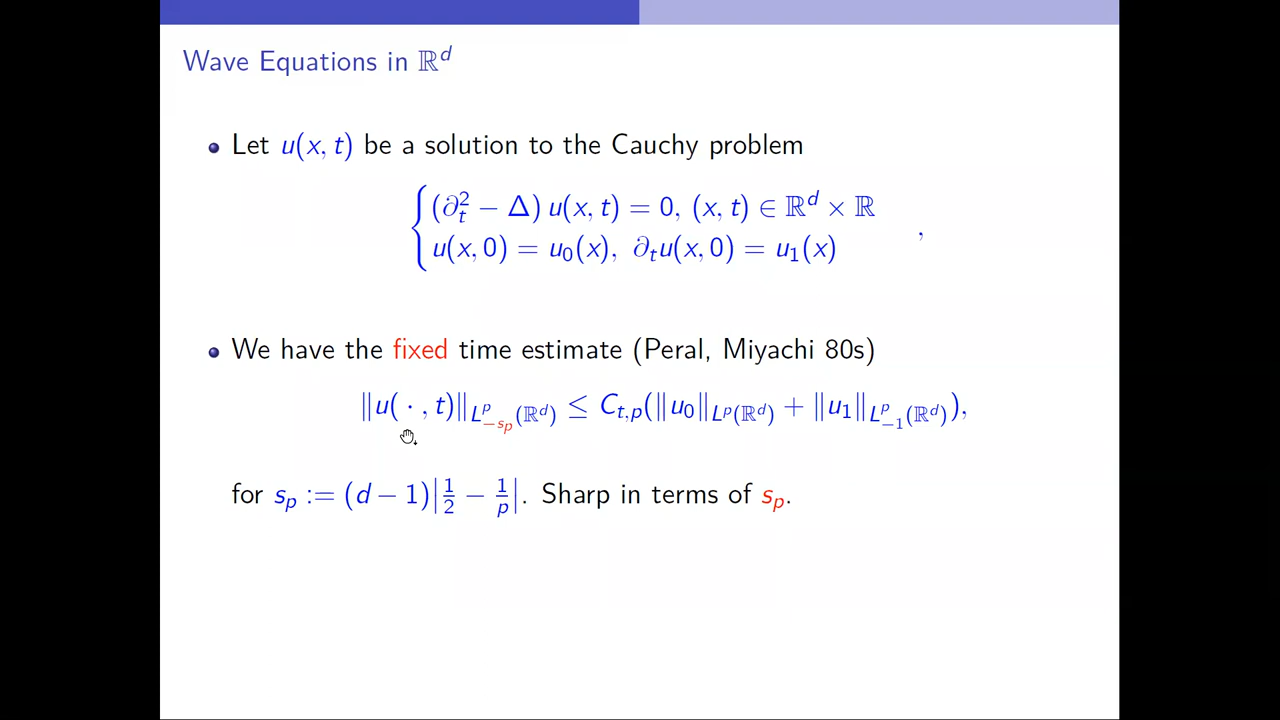 Wave Equations in ℝ^d
• Let u(x, t) be a solution to the Cauchy problem
{ (∂_t^2 − Δ) u(x, t) = 0, (x, t) ∈ ℝ^d × ℝ
u(x, 0) = u_0(x), ∂_t u(x, 0) = u_1(x) ,
• We have the fixed time estimate (Peral, Miyachi 80s)
‖u( · , t)‖_{L^p_{−s_p}(ℝ^d)} ≤ C_{t,p}(‖u_0‖_{L^p(ℝ^d)} + ‖u_1‖_{L^p_{−1}(ℝ^d)}),
for s_p := (d − 1)|1/2 − 1/p|. Sharp in terms of s_p.